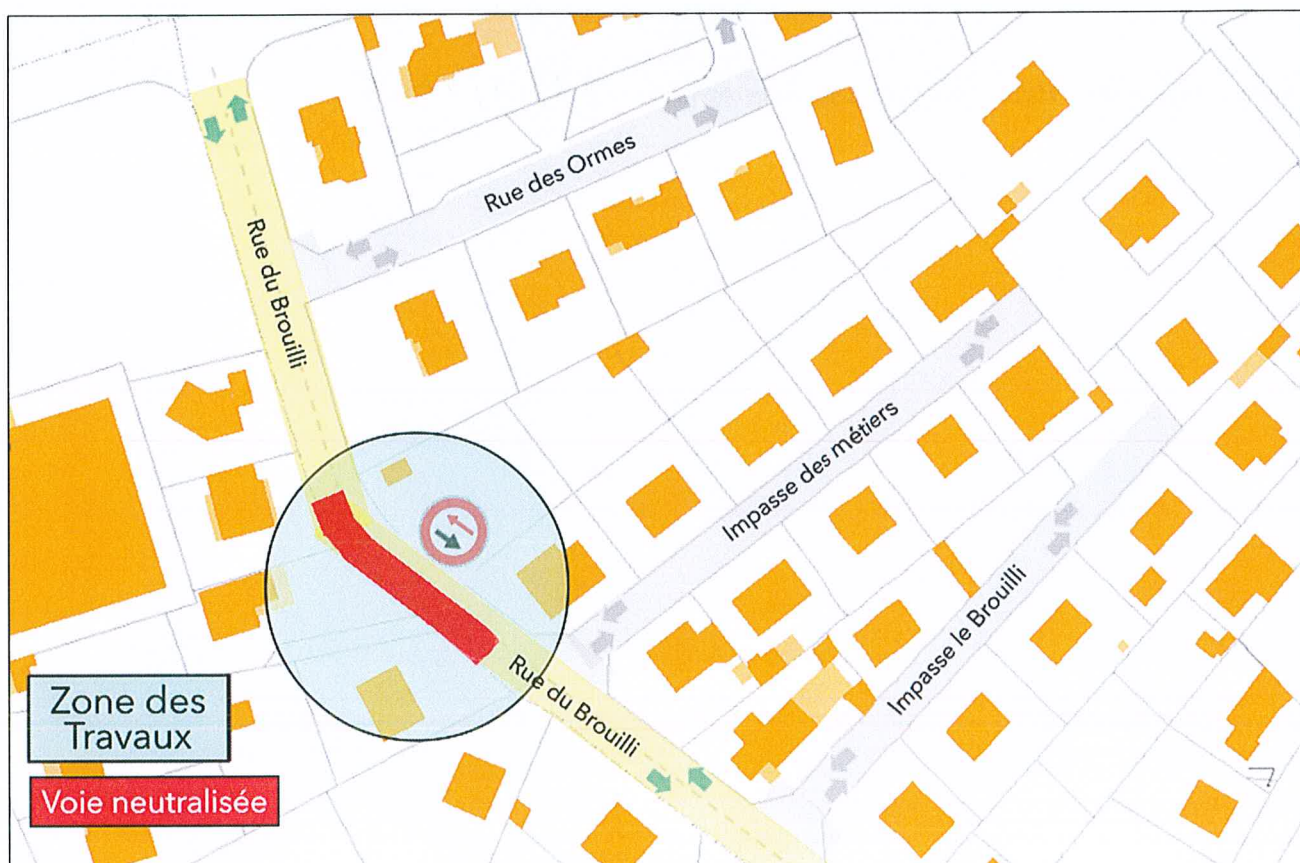 Rue des Ormes
Rue du Brouilli
Impasse des métiers
Impasse le Brouilli
Rue du Brouilli
Zone des
Travaux
Voie neutralisée